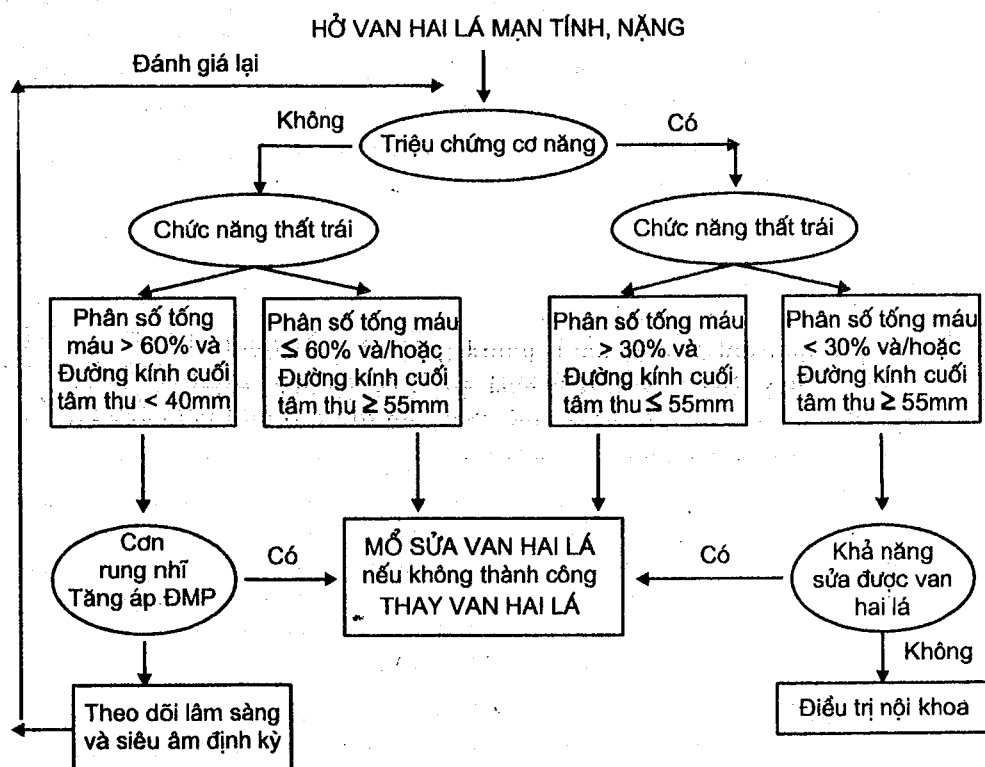 HỞ VAN HAI LÁ MẠN TÍNH, NẶNG
Đánh giá lại
Không
Triệu chứng cơ năng
Có
Chức năng thất trái
Chức năng thất trái
Phân số tống
máu > 60% và
Đường kính cuối
tâm thu < 40mm
Phân số tống máu
≤ 60% và/hoặc
Đường kính cuối
tâm thu ≥ 55mm
Phân số tống máu
> 30% và
Đường kính cuối
tâm thu ≤ 55mm
Phân số tống máu
< 30% và/hoặc
Đường kính cuối
tâm thu ≥ 55mm
Cơn
rung nhĩ
Tăng áp ĐMP
Có
MỔ SỬA VAN HAI LÁ
nếu không thành công
THAY VAN HAI LÁ
Có
Khả năng
sửa được van
hai lá
Không
Theo dõi lâm sàng
và siêu âm định kỳ
Điều trị nội khoa